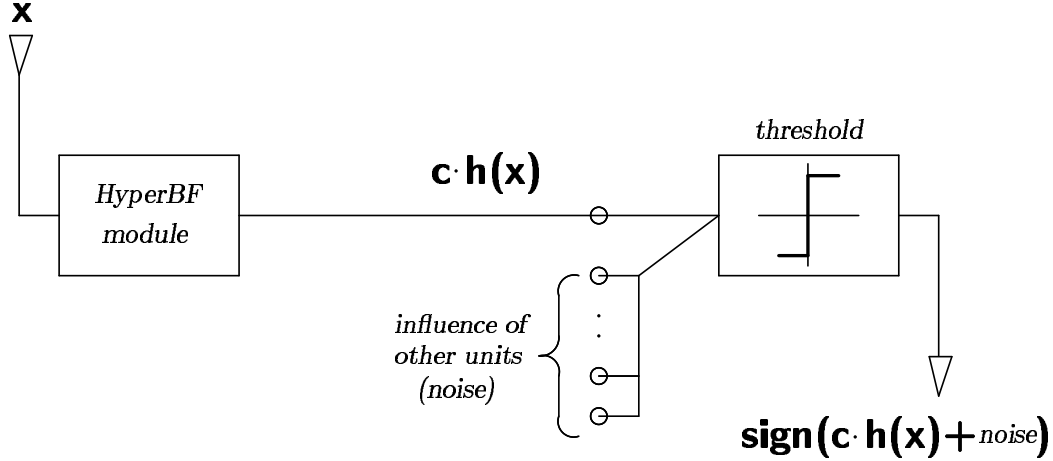 x
threshold
HyperBF
module
c·h(x)
influence of
other units
(noise)
sign(c·h(x)+noise)